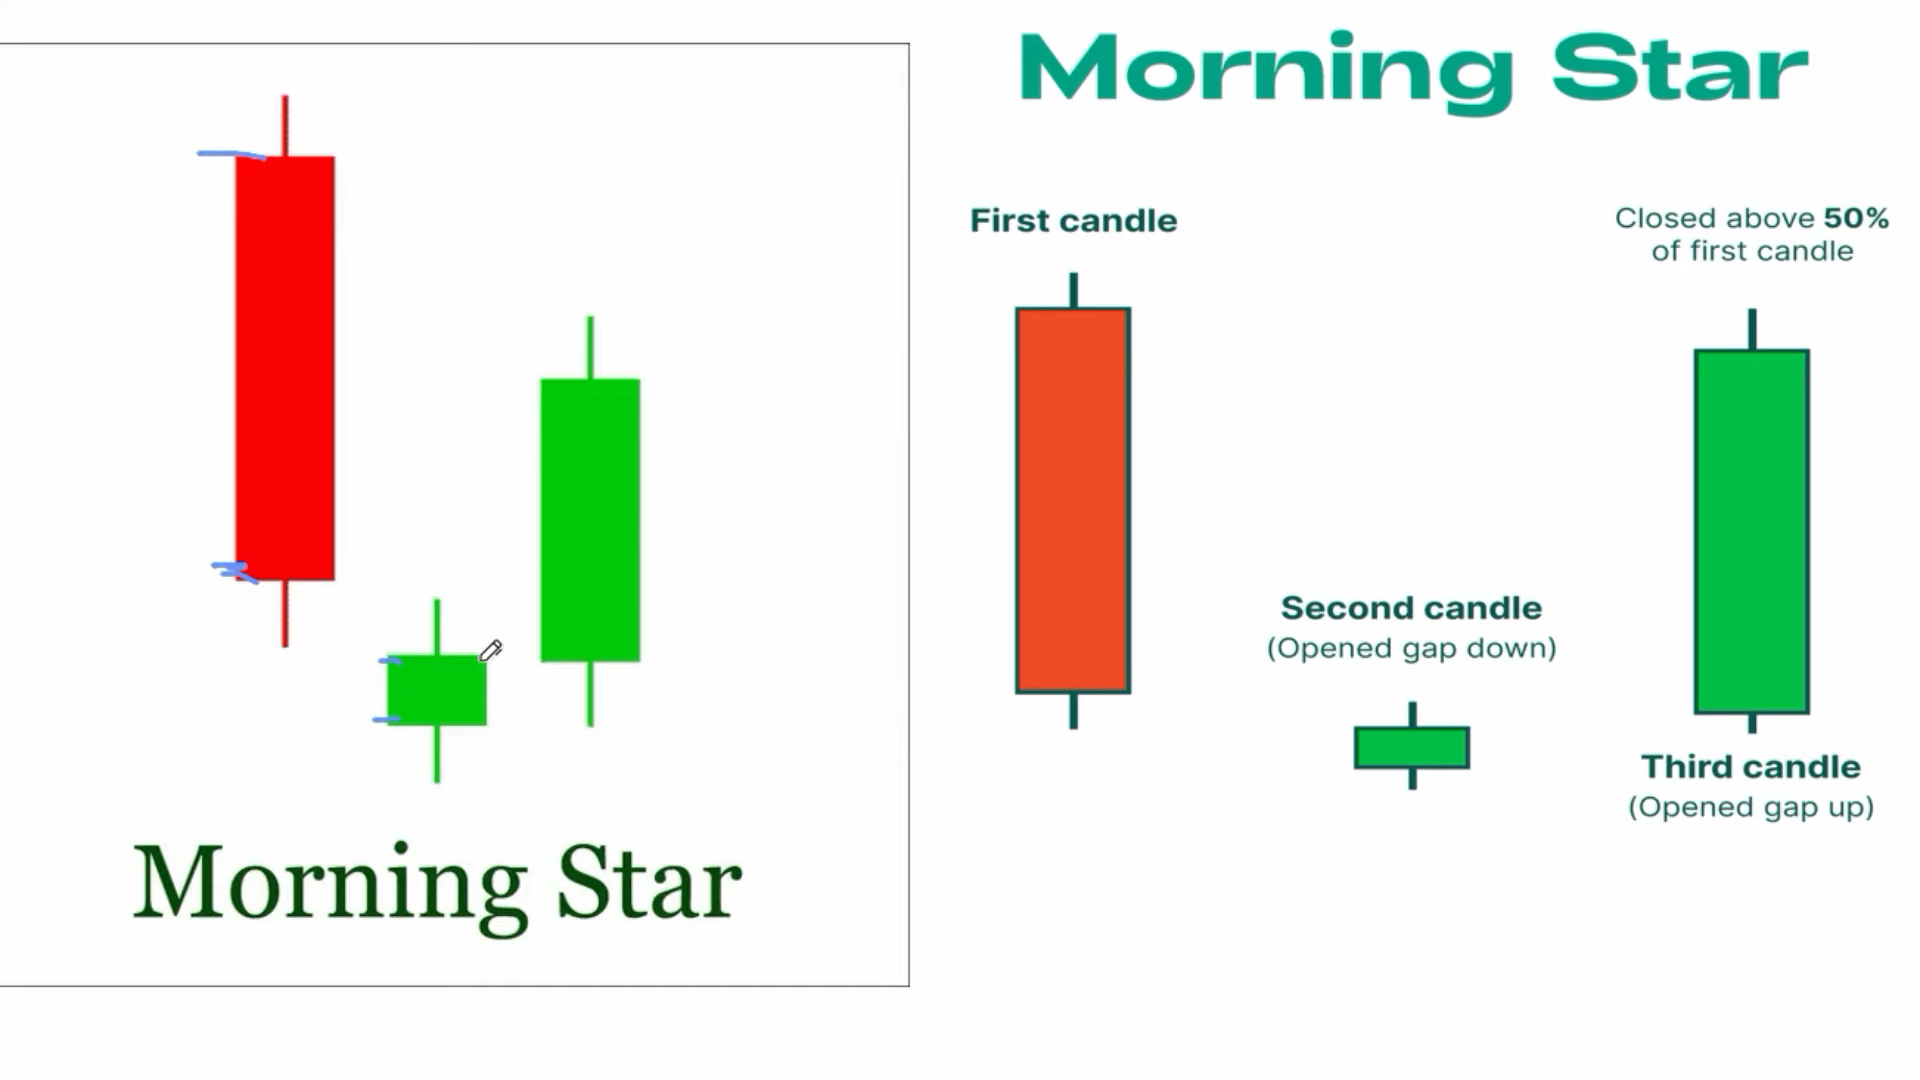 Morning Star
Morning Star
First candle
Closed above 50%
of first candle
Second candle
(Opened gap down)
Third candle
(Opened gap up)